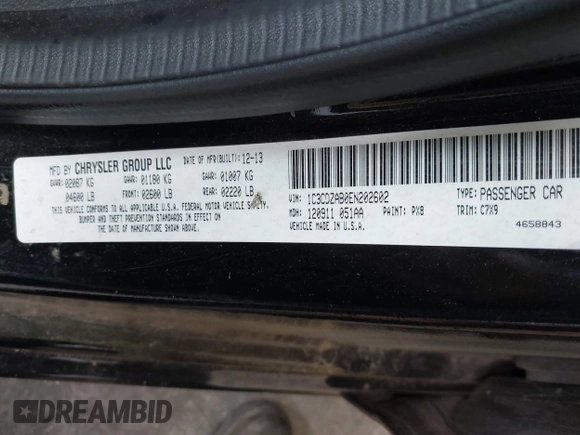 MFD BY CHRYSLER GROUP LLC DATE OF MFR(BUILT): 12-13
GVWR: 02087 KG GAWR: 01180 KG GAWR: 01007 KG
04600 LB FRONT: 02600 LB REAR: 02220 LB
THIS VEHICLE CONFORMS TO ALL APPLICABLE U.S.A. FEDERAL MOTOR VEHICLE SAFETY,
BUMPER AND THEFT PREVENTION STANDARDS IN EFFECT ON
THE DATE OF MANUFACTURE SHOWN ABOVE.
VIN: 1C3CDZAB0EN202602 TYPE: PASSENGER CAR
MDH: 120911 051AA PAINT: PX8 TRIM: C7X9
VEHICLE MADE IN U.S.A. 4658843
DREAMBID